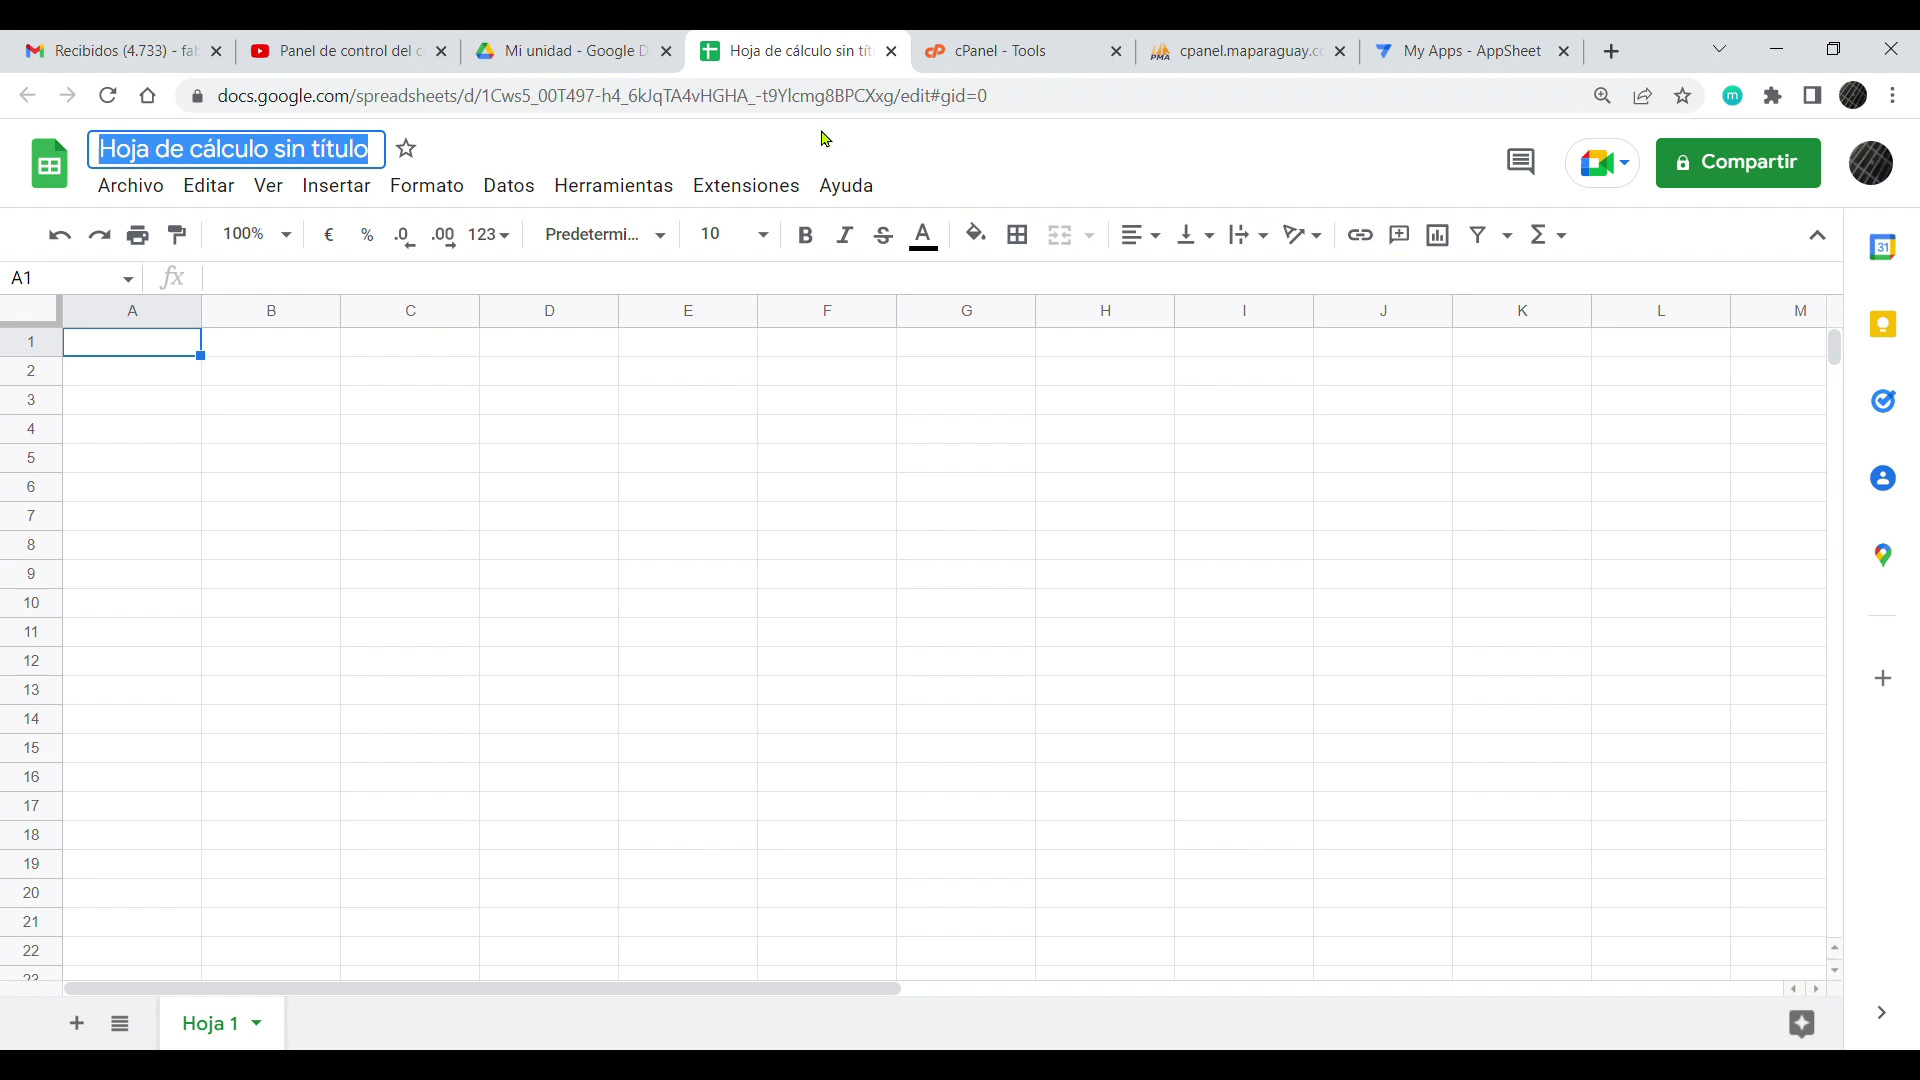 Recibidos (4.733) - fab
Panel de control del c
Mi unidad - Google D
Hoja de cálculo sin tít
cPanel - Tools
cpanel.maparaguay.cc
My Apps - AppSheet
docs.google.com/spreadsheets/d/1Cws5_00T497-h4_6kJqTA4vHGHA_-t9Ylcmg8BPCXxg/edit#gid=0
m
Hoja de cálculo sin título
Archivo Editar Ver Insertar Formato Datos Herramientas Extensiones Ayuda
Compartir
100% € % .0 .00 123 Predetermi... 10 B I S A
31
A1
fx
A B C D E F G H I J K L M
1
2
3
4
5
6
7
8
9
10
11
12
13
14
15
16
17
18
19
20
21
22
23
Hoja 1